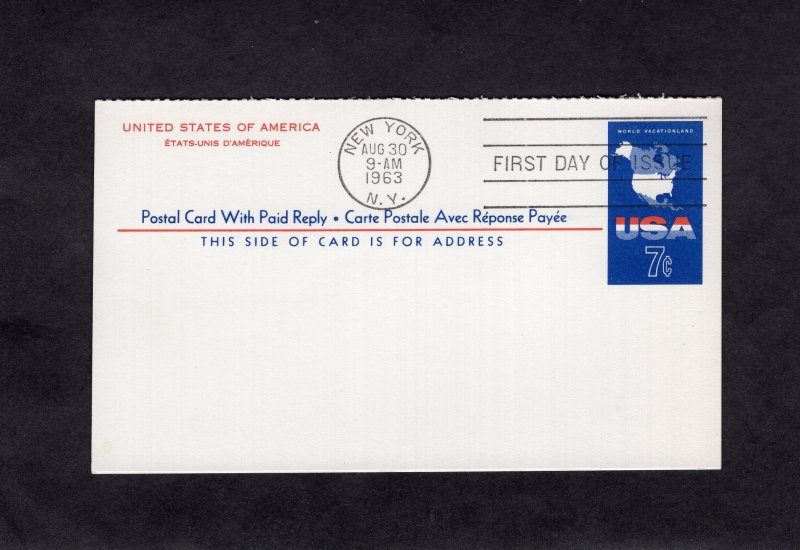 UNITED STATES OF AMERICA
ÉTATS-UNIS D'AMÉRIQUE
NEW YORK
AUG 30
9-AM
1963
N.Y.
FIRST DAY OF ISSUE
WORLD VACATIONLAND
USA
7¢
Postal Card With Paid Reply • Carte Postale Avec Réponse Payée
THIS SIDE OF CARD IS FOR ADDRESS